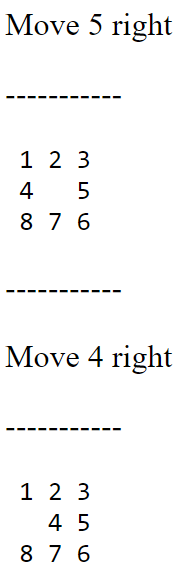 Move 5 right
-----------
1 2 3
4   5
8 7 6
-----------
Move 4 right
-----------
1 2 3
  4 5
8 7 6